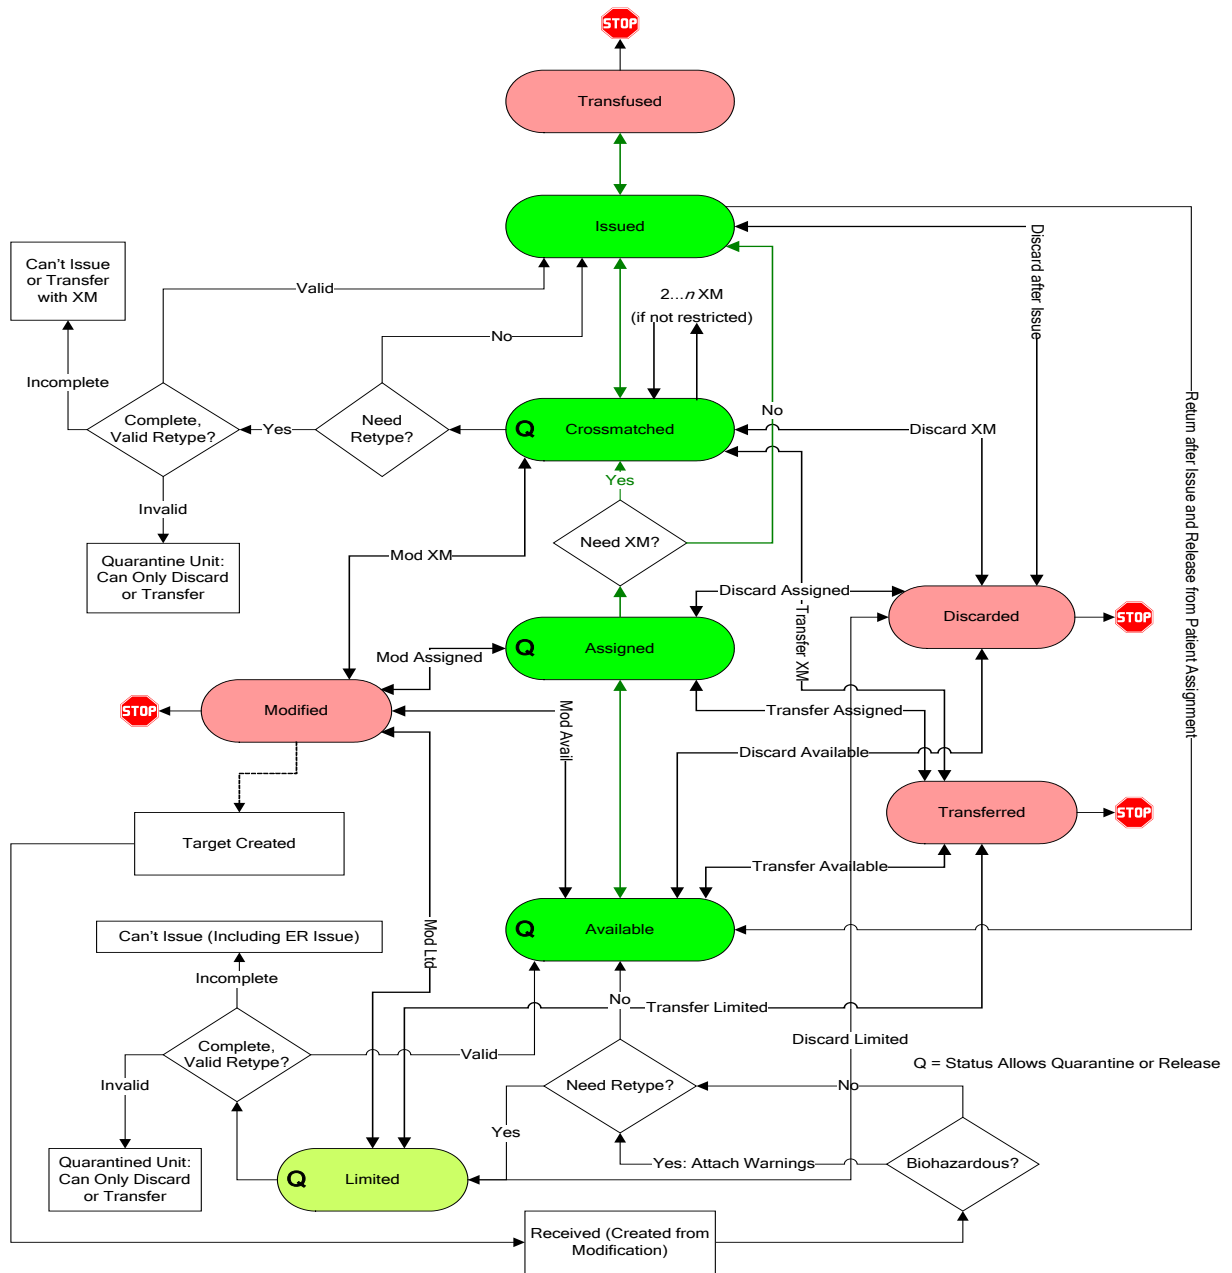 STOP
Transfused
Issued
Can't Issue
or Transfer
with XM
Valid
2...n XM
(if not restricted)
No
Discard after Issue
Incomplete
Complete,
Valid Retype?
Yes
Need
Retype?
Q
Crossmatched
No
Discard XM
Return after Issue and Release from Patient Assignment
Yes
Invalid
Need XM?
Mod XM
Quarantine Unit:
Can Only Discard
or Transfer
Discard Assigned
Discarded
STOP
Q
Assigned
Mod Assigned
Transfer XM
STOP
Modified
Mod Avail
Transfer Assigned
Discard Available
Transferred
STOP
Target Created
Transfer Available
Q
Available
Can't Issue (Including ER Issue)
Mod Ltd
Incomplete
No
Transfer Limited
Complete,
Valid Retype?
Valid
Discard Limited
Q = Status Allows Quarantine or Release
Invalid
Need Retype?
No
Yes
Quarantined Unit:
Can Only Discard
or Transfer
Q
Limited
Yes: Attach Warnings
Biohazardous?
Received (Created from
Modification)